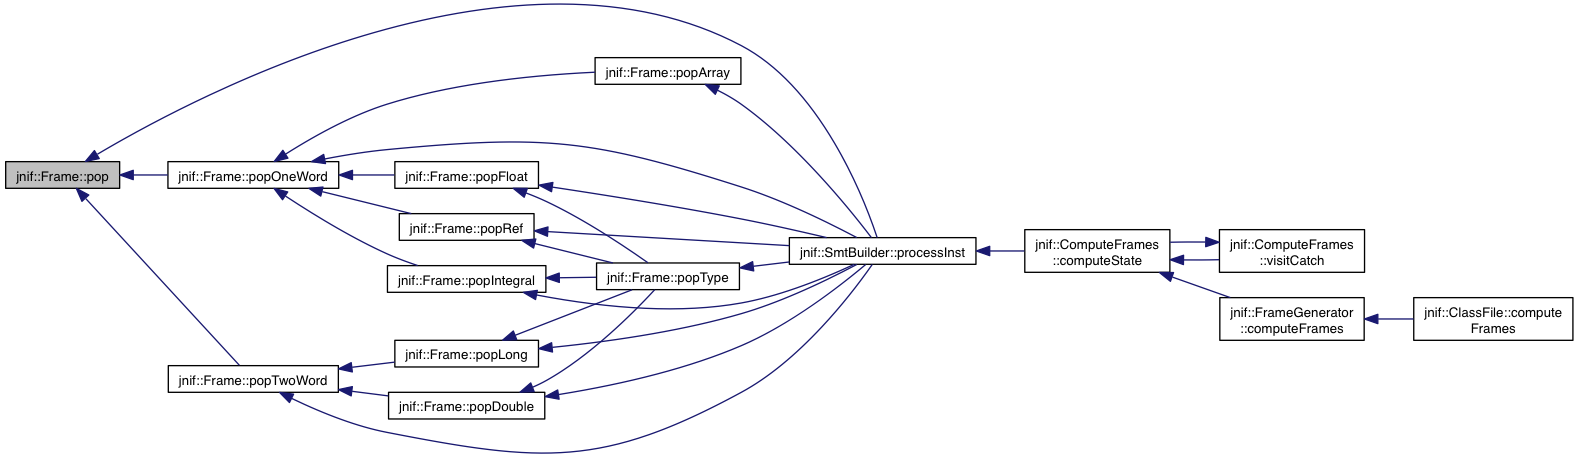 jnif::Frame::pop
jnif::Frame::popOneWord
jnif::Frame::popTwoWord
jnif::Frame::popArray
jnif::Frame::popFloat
jnif::Frame::popRef
jnif::Frame::popIntegral
jnif::Frame::popLong
jnif::Frame::popDouble
jnif::Frame::popType
jnif::SmtBuilder::processInst
jnif::ComputeFrames
::computeState
jnif::ComputeFrames
::visitCatch
jnif::FrameGenerator
::computeFrames
jnif::ClassFile::compute
Frames